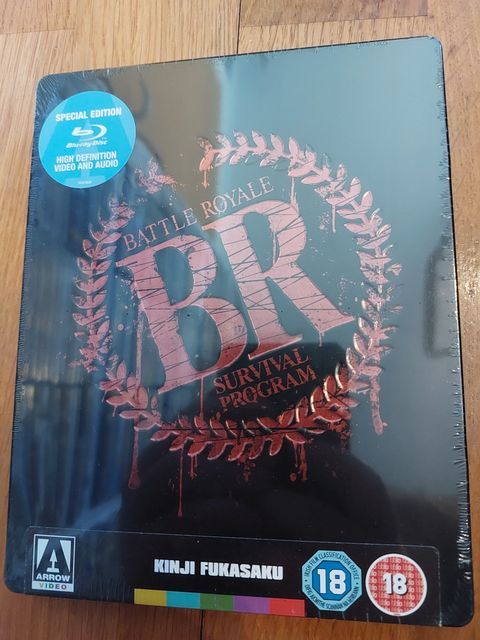 SPECIAL EDITION
Blu-ray Disc
HIGH DEFINITION
VIDEO AND AUDIO
BATTLE ROYALE
BR
SURVIVAL
PROGRAM
ARROW
VIDEO
KINJI FUKASAKU
18
18